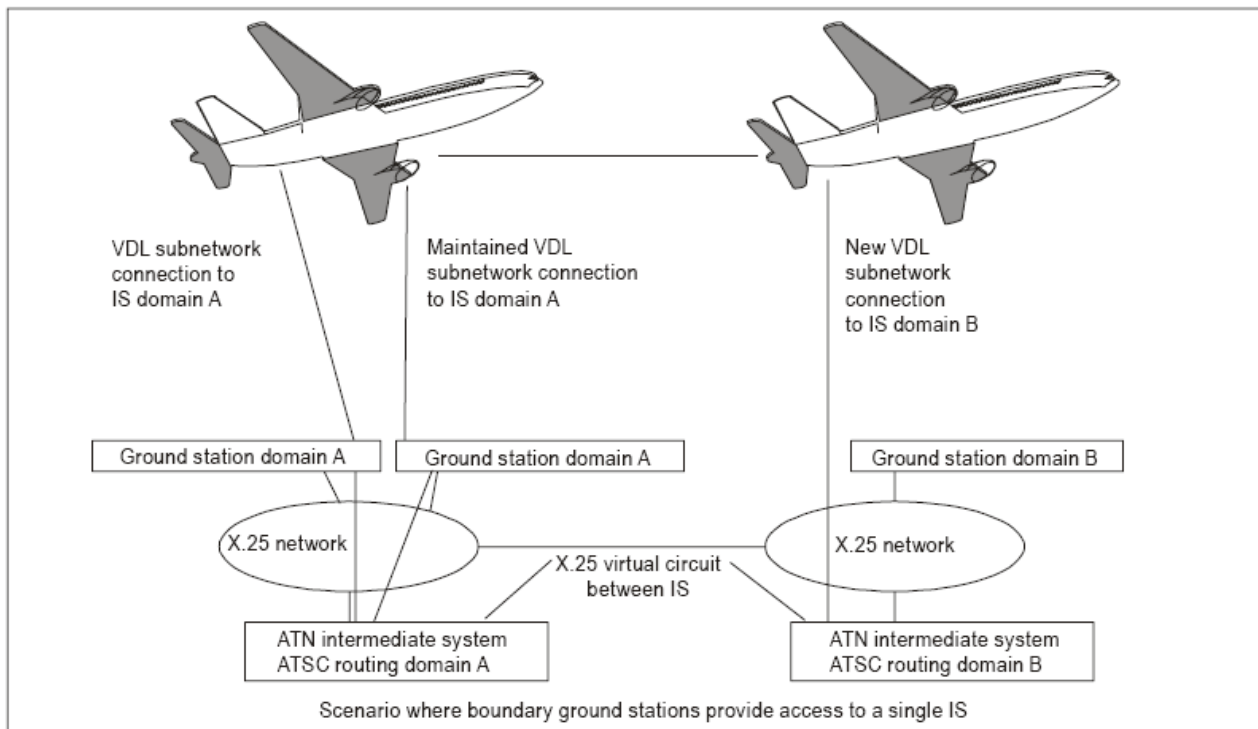 VDL subnetwork
connection to
IS domain A
Maintained VDL
subnetwork connection
to IS domain A
New VDL
subnetwork
connection
to IS domain B
Ground station domain A
Ground station domain A
Ground station domain B
X.25 network
X.25 network
X.25 virtual circuit
between IS
ATN intermediate system
ATSC routing domain A
ATN intermediate system
ATSC routing domain B
Scenario where boundary ground stations provide access to a single IS